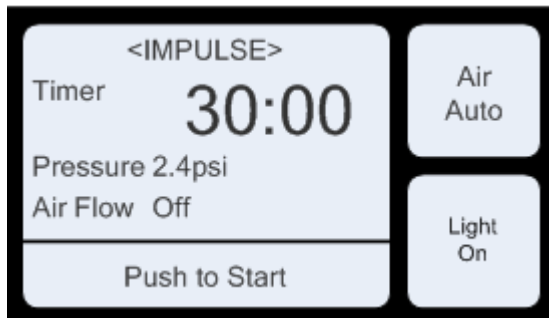 <IMPULSE>
Timer 30:00
Pressure 2.4psi
Air Flow Off
Push to Start
Air
Auto
Light
On